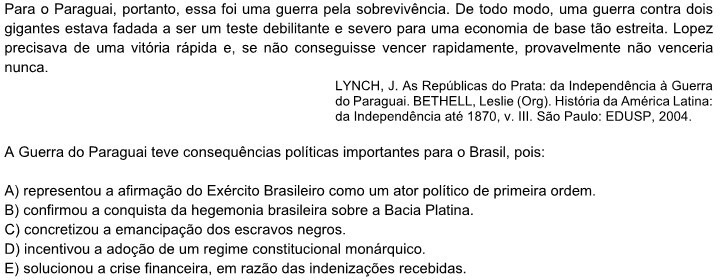 Para o Paraguai, portanto, essa foi uma guerra pela sobrevivência. De todo modo, uma guerra contra dois
gigantes estava fadada a ser um teste debilitante e severo para uma economia de base tão estreita. Lopez
precisava de uma vitória rápida e, se não conseguisse vencer rapidamente, provavelmente não venceria
nunca.
LYNCH, J. As Repúblicas do Prata: da Independência à Guerra
do Paraguai. BETHELL, Leslie (Org). História da América Latina:
da Independência até 1870, v. III. São Paulo: EDUSP, 2004.
A Guerra do Paraguai teve consequências políticas importantes para o Brasil, pois:
A) representou a afirmação do Exército Brasileiro como um ator político de primeira ordem.
B) confirmou a conquista da hegemonia brasileira sobre a Bacia Platina.
C) concretizou a emancipação dos escravos negros.
D) incentivou a adoção de um regime constitucional monárquico.
E) solucionou a crise financeira, em razão das indenizações recebidas.